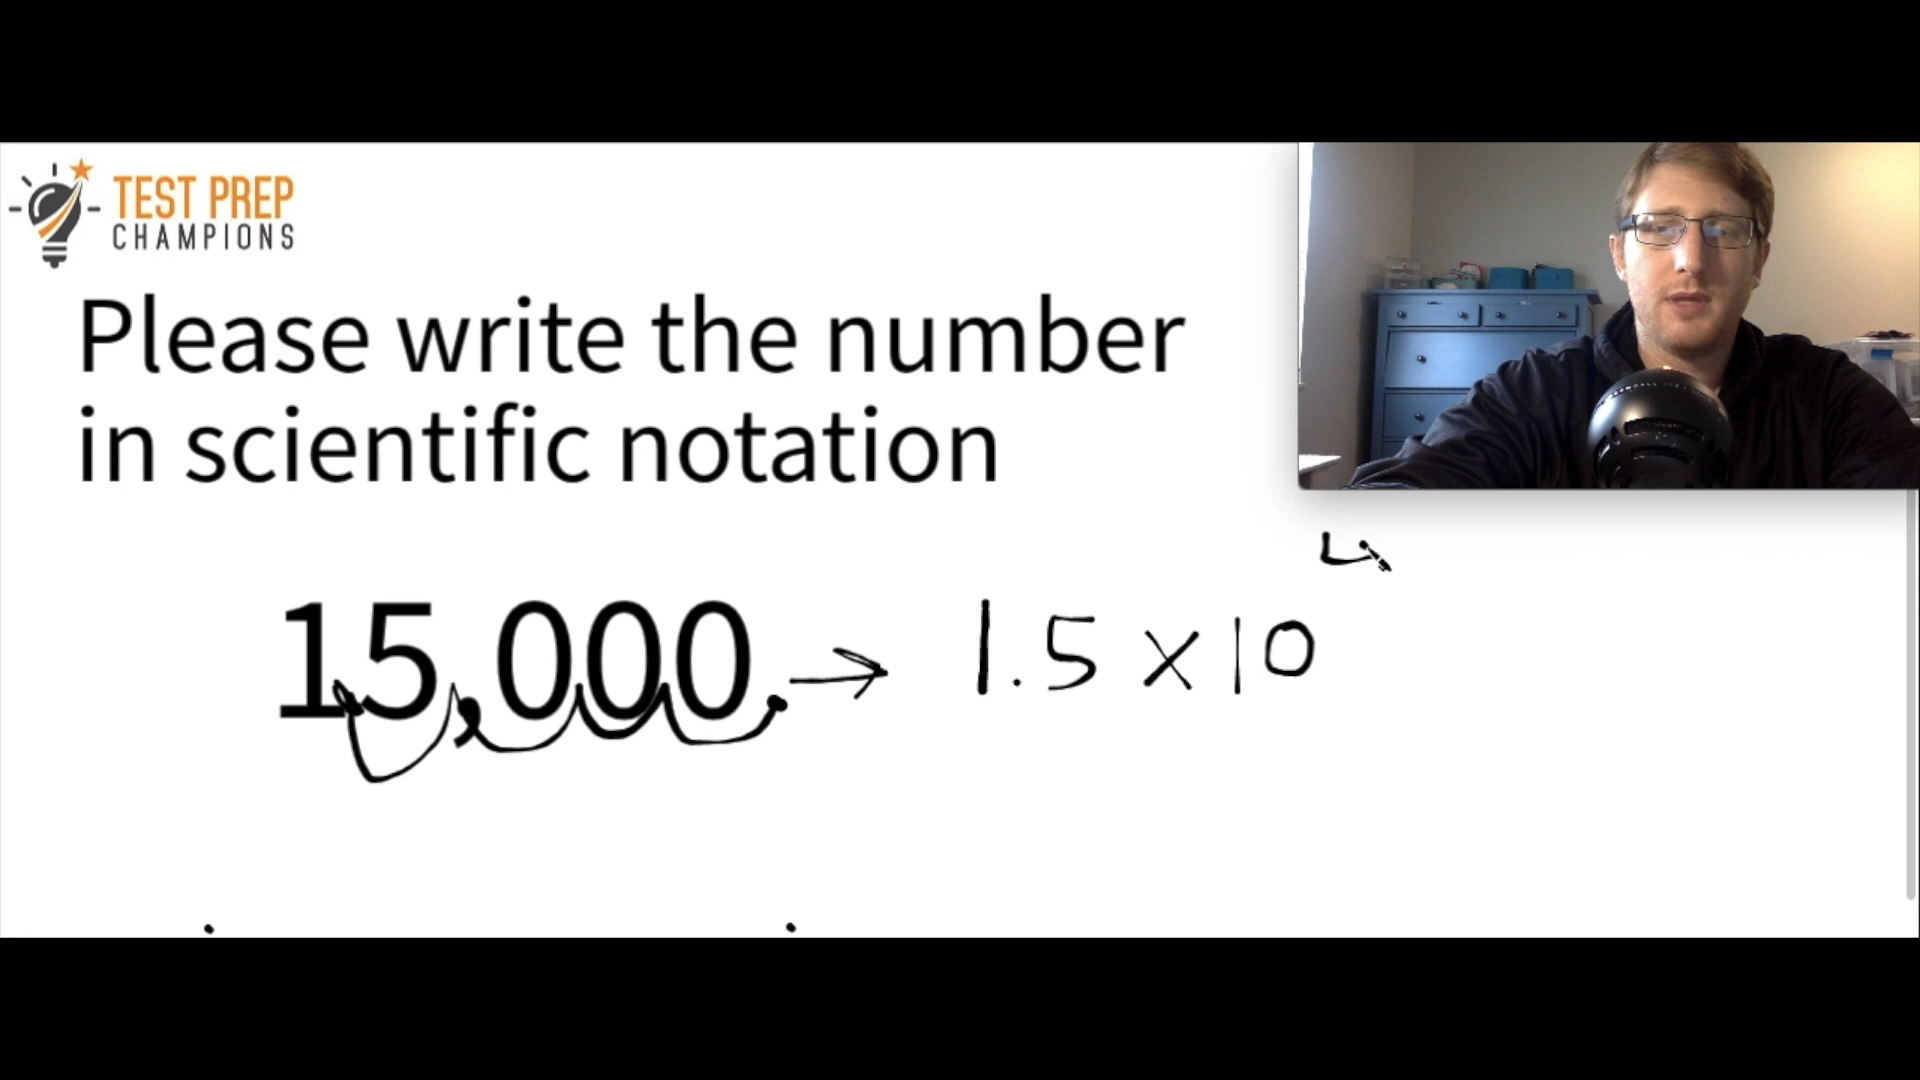 TEST PREP
CHAMPIONS
Please write the number
in scientific notation
15,000. → 1.5 x 10